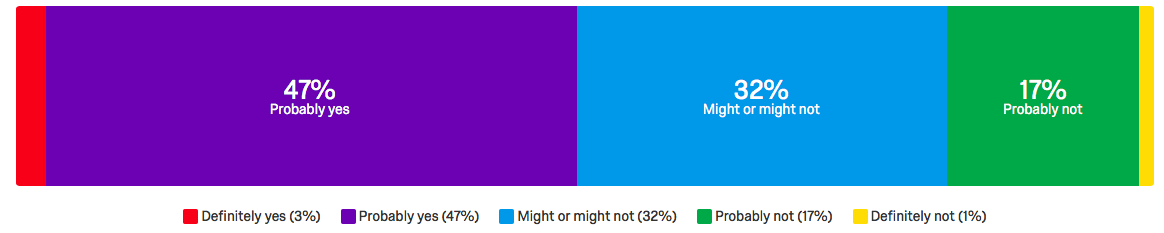 47%
Probably yes
32%
Might or might not
17%
Probably not
Definitely yes (3%) Probably yes (47%) Might or might not (32%) Probably not (17%) Definitely not (1%)